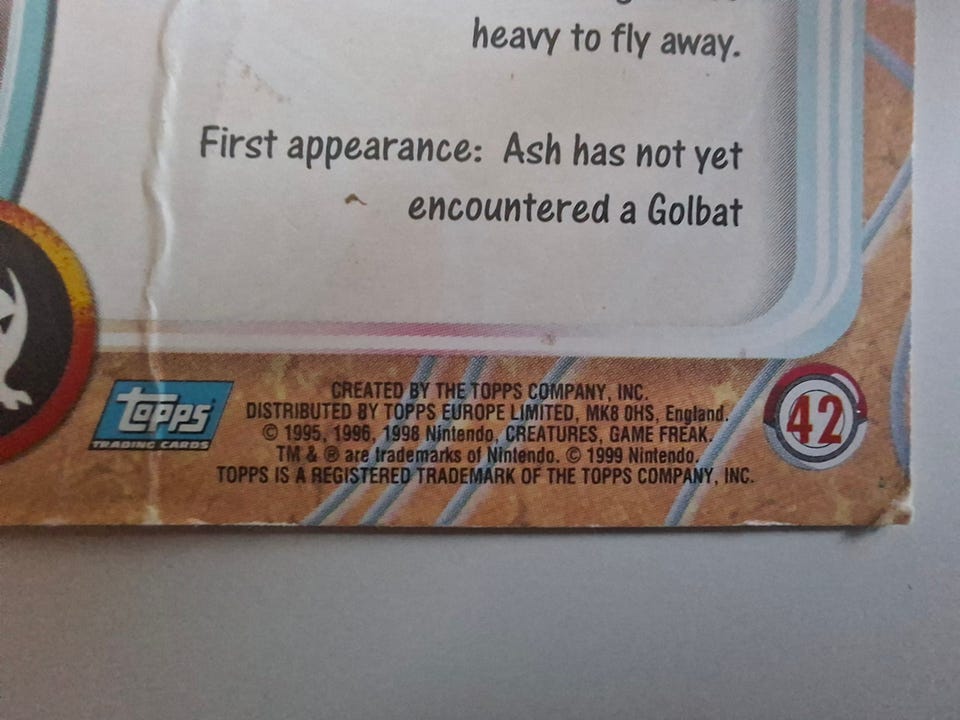 heavy to fly away.
First appearance: Ash has not yet
encountered a Golbat
topps
TRADING CARDS
CREATED BY THE TOPPS COMPANY, INC.
DISTRIBUTED BY TOPPS EUROPE LIMITED, MK8 0HS, England.
© 1995, 1996, 1998 Nintendo, CREATURES, GAME FREAK.
TM & ® are trademarks of Nintendo. © 1999 Nintendo.
TOPPS IS A REGISTERED TRADEMARK OF THE TOPPS COMPANY, INC.
42